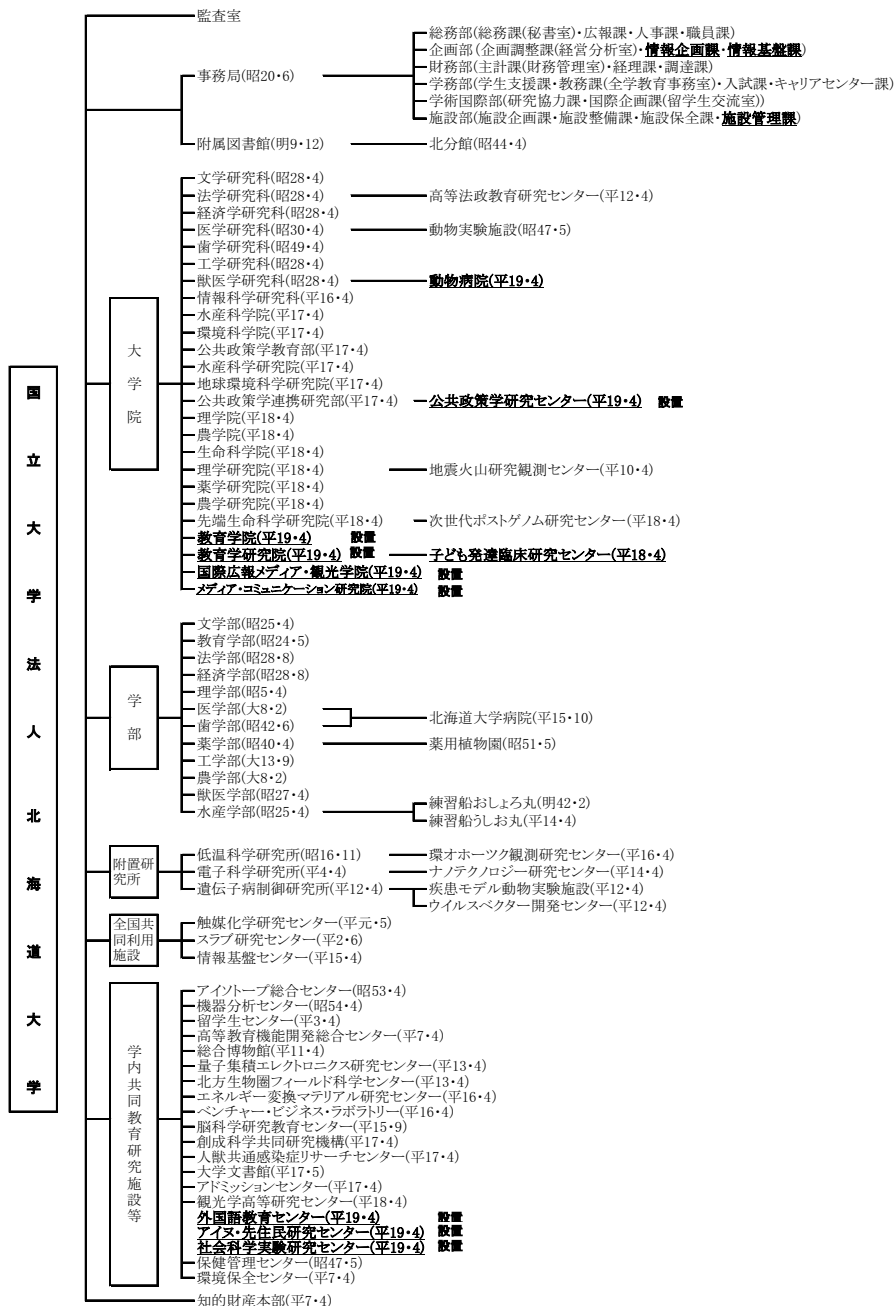 国立大学法人北海道大学
監査室
事務局(昭20・6)
総務部(総務課(秘書室)・広報課・人事課・職員課)
企画部(企画調整課(経営分析室)・情報企画課・情報基盤課)
財務部(主計課(財務管理室)・経理課・調達課)
学務部(学生支援課・教務課(全学教育事務室)・入試課・キャリアセンター課)
学術国際部(研究協力課・国際企画課(留学生交流室))
施設部(施設企画課・施設整備課・施設保全課・施設管理課)
附属図書館(明9・12)
北分館(昭44・4)
大学院
文学研究科(昭28・4)
法学研究科(昭28・4)
高等法政教育研究センター(平12・4)
経済学研究科(昭28・4)
医学研究科(昭30・4)
動物実験施設(昭47・5)
歯学研究科(昭49・4)
工学研究科(昭28・4)
獣医学研究科(昭28・4)
動物病院(平19・4)
情報科学研究科(平16・4)
水産科学院(平17・4)
環境科学院(平17・4)
公共政策学教育部(平17・4)
水産科学研究院(平17・4)
地球環境科学研究院(平17・4)
公共政策学連携研究部(平17・4)
公共政策学研究センター(平19・4) 設置
理学院(平18・4)
農学院(平18・4)
生命科学院(平18・4)
理学研究院(平18・4)
地震火山研究観測センター(平10・4)
薬学研究院(平18・4)
農学研究院(平18・4)
先端生命科学研究院(平18・4)
次世代ポストゲノム研究センター(平18・4)
教育学院(平19・4) 設置
教育学研究院(平19・4) 設置
子ども発達臨床研究センター(平18・4)
国際広報メディア・観光学院(平19・4) 設置
メディア・コミュニケーション研究院(平19・4) 設置
学部
文学部(昭25・4)
教育学部(昭24・5)
法学部(昭28・8)
経済学部(昭28・8)
理学部(昭5・4)
医学部(大8・2)
歯学部(昭42・6)
北海道大学病院(平15・10)
薬学部(昭40・4)
薬用植物園(昭51・5)
工学部(大13・9)
農学部(大8・2)
獣医学部(昭27・4)
水産学部(昭25・4)
練習船おしょろ丸(明42・2)
練習船うしお丸(平14・4)
附置研究所
低温科学研究所(昭16・11)
環オホーツク観測研究センター(平16・4)
電子科学研究所(平4・4)
ナノテクノロジー研究センター(平14・4)
遺伝子病制御研究所(平12・4)
疾患モデル動物実験施設(平12・4)
ウイルスベクター開発センター(平12・4)
全国共同利用施設
触媒化学研究センター(平元・5)
スラブ研究センター(平2・6)
情報基盤センター(平15・4)
学内共同教育研究施設等
アイソトープ総合センター(昭53・4)
機器分析センター(昭54・4)
留学生センター(平3・4)
高等教育機能開発総合センター(平7・4)
総合博物館(平11・4)
量子集積エレクトロニクス研究センター(平13・4)
北方生物圏フィールド科学センター(平13・4)
エネルギー変換マテリアル研究センター(平16・4)
ベンチャー・ビジネス・ラボラトリー(平16・4)
脳科学研究教育センター(平15・9)
創成科学共同研究機構(平17・4)
人獣共通感染症リサーチセンター(平17・4)
大学文書館(平17・5)
アドミッションセンター(平17・4)
観光学高等研究センター(平18・4)
外国語教育センター(平19・4) 設置
アイヌ・先住民研究センター(平19・4) 設置
社会科学実験研究センター(平19・4) 設置
保健管理センター(昭47・5)
環境保全センター(平7・4)
知的財産本部(平7・4)